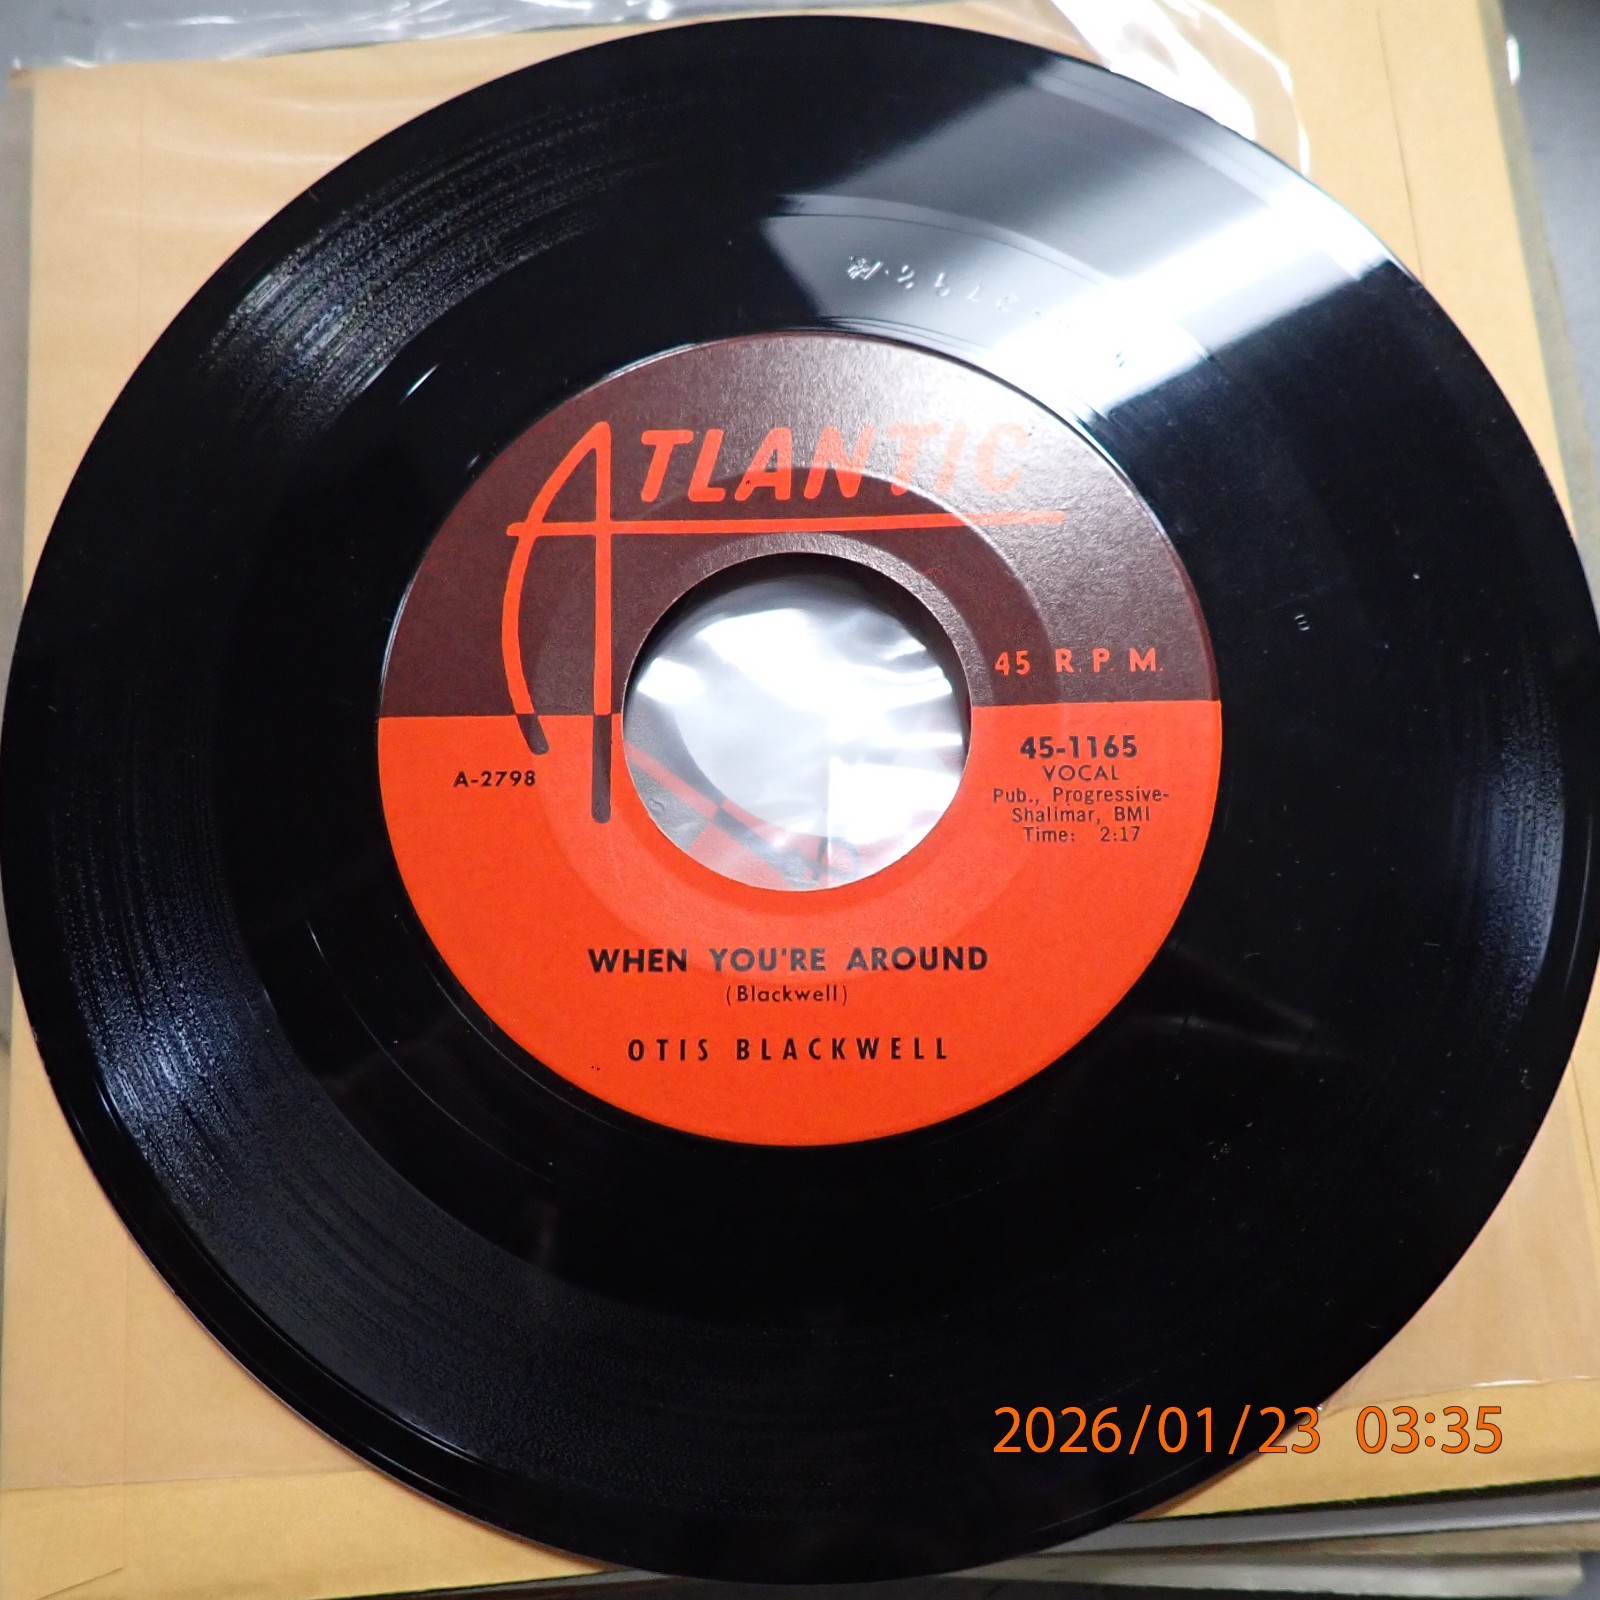 ATLANTIC
45 R.P.M.
A-2798
45-1165
VOCAL
Pub., Progressive-
Shalimar, BMI
Time: 2:17
WHEN YOU'RE AROUND
(Blackwell)
OTIS BLACKWELL
2026/01/23 03:35